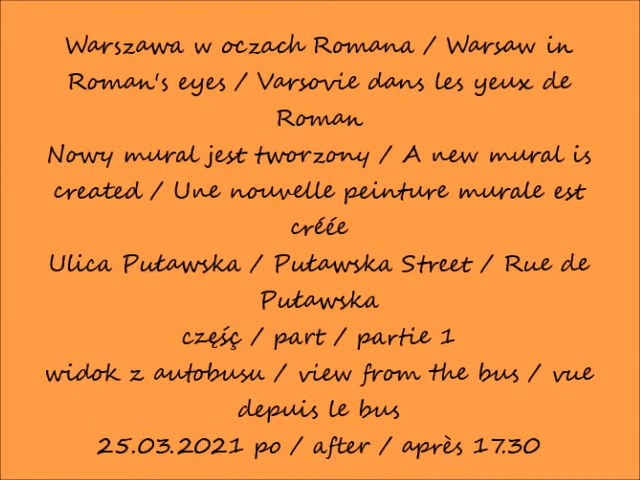 Warszawa w oczach Romana / Warsaw in
Roman's eyes / Varsovie dans les yeux de
Roman
Nowy mural jest tworzony / A new mural is
created / Une nouvelle peinture murale est
créée
Ulica Puławska / Puławska Street / Rue de
Puławska
częśç / part / partie 1
widok z autobusu / view from the bus / vue
depuis le bus
25.03.2021 po / after / après 17.30